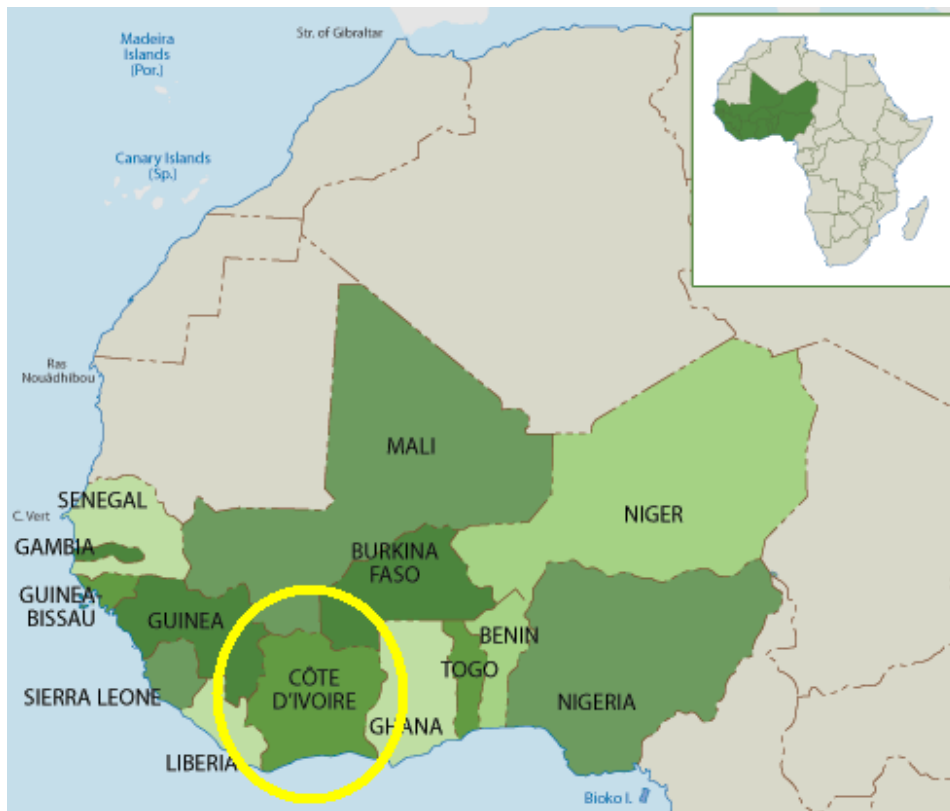 Madeira
Islands
(Por.)
Str. of Gibraltar
Canary Islands
(Sp.)
Ras
Nouâdhibou
MALI
SENEGAL
C. Vert
NIGER
GAMBIA
BURKINA
FASO
GUINEA-
BISSAU
GUINEA
BENIN
TOGO
CÔTE
D'IVOIRE
SIERRA LEONE
NIGERIA
GHANA
LIBERIA
Bioko I.